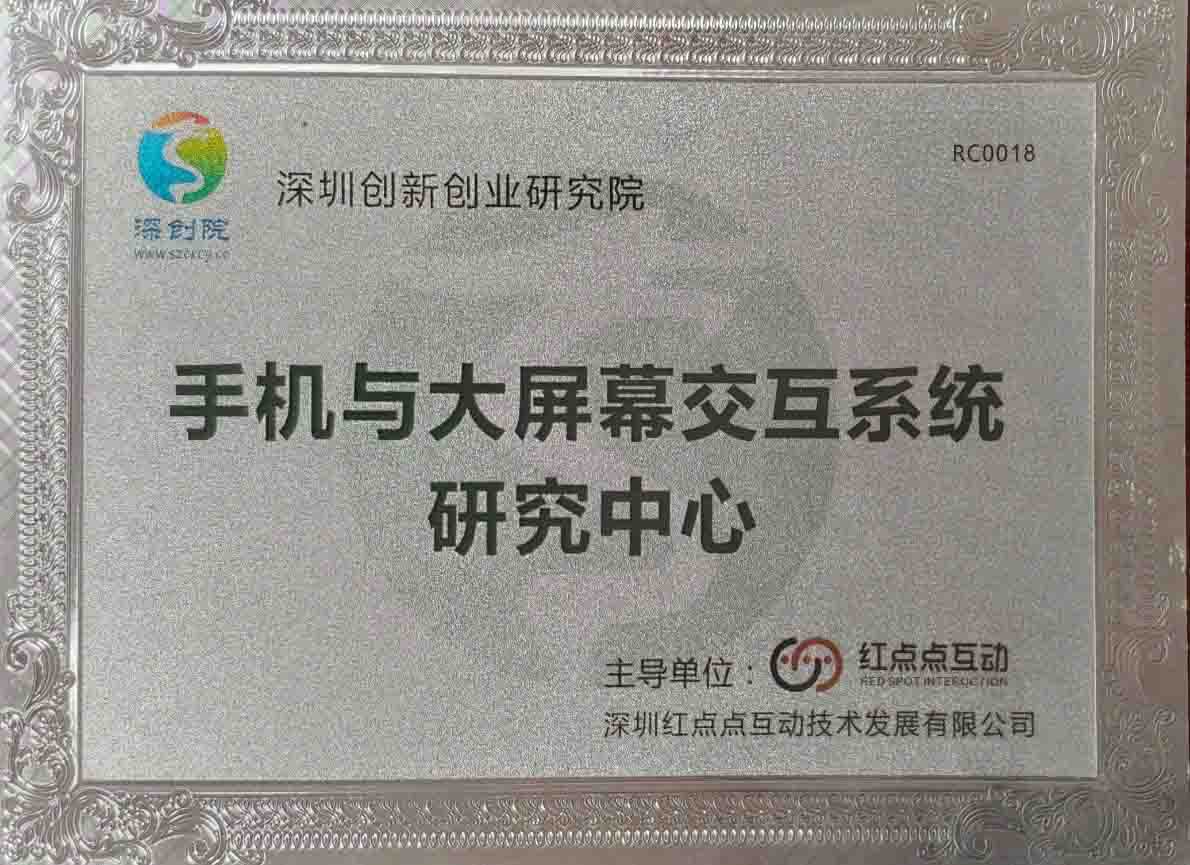 RC0018
深圳创新创业研究院
深创院
手机与大屏幕交互系统
研究中心
主导单位：
红点点互动
RED SPOT INTERUCTION
深圳红点点互动技术发展有限公司